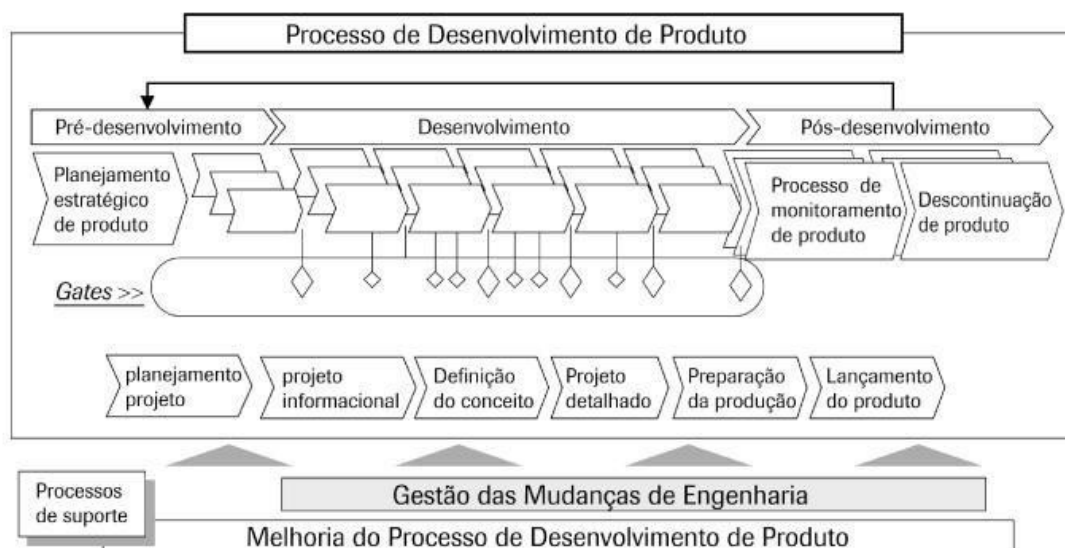 Processo de Desenvolvimento de Produto
Pré-desenvolvimento
Desenvolvimento
Pós-desenvolvimento
Planejamento
estratégico
de produto
Processo de
monitoramento
de produto
Descontinuação
de produto
Gates >>
planejamento
projeto
projeto
informacional
Definição
do conceito
Projeto
detalhado
Preparação
da produção
Lançamento
do produto
Processos
de suporte
Gestão das Mudanças de Engenharia
Melhoria do Processo de Desenvolvimento de Produto